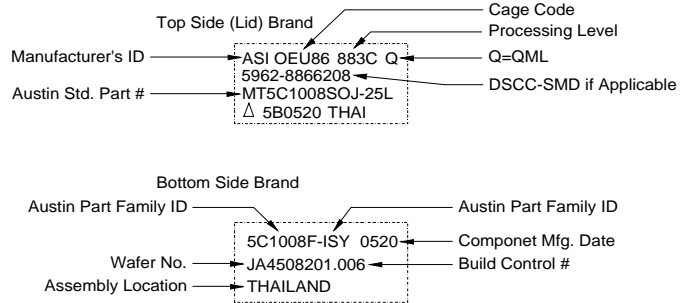 Top Side (Lid) Brand
Cage Code
Processing Level
Manufacturer's ID
ASI OEU86 883C Q
Q=QML
5962-8866208
DSCC-SMD if Applicable
Austin Std. Part #
MT5C1008SOJ-25L
Δ 5B0520 THAI
Bottom Side Brand
Austin Part Family ID
Austin Part Family ID
5C1008F-ISY 0520
Componet Mfg. Date
Wafer No.
JA4508201.006
Build Control #
Assembly Location
THAILAND